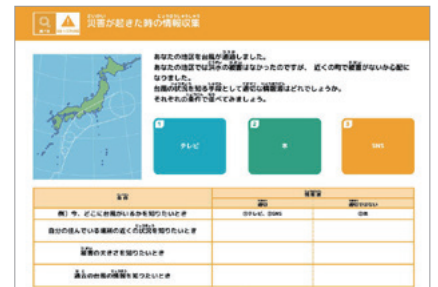 災害が起きた時の情報収集
あなたの地区を台風が通過しました。
あなたの地区では洪水の被害はなかったのですが、近くの町で被害がないか心配に
なりました。
台風の状況を知る手段として適切な情報源はどれでしょうか。
それぞれの条件で並べてみましょう。
1
テレビ
2
本
3
SNS
条件
情報源
適切
適切ではない
例）今、どこに台風がいるかを知りたいとき
①テレビ、③SNS
②本
自分の住んでいる場所の近くの状況を知りたいとき
被害の大きさを知りたいとき
過去の台風の情報を知りたいとき